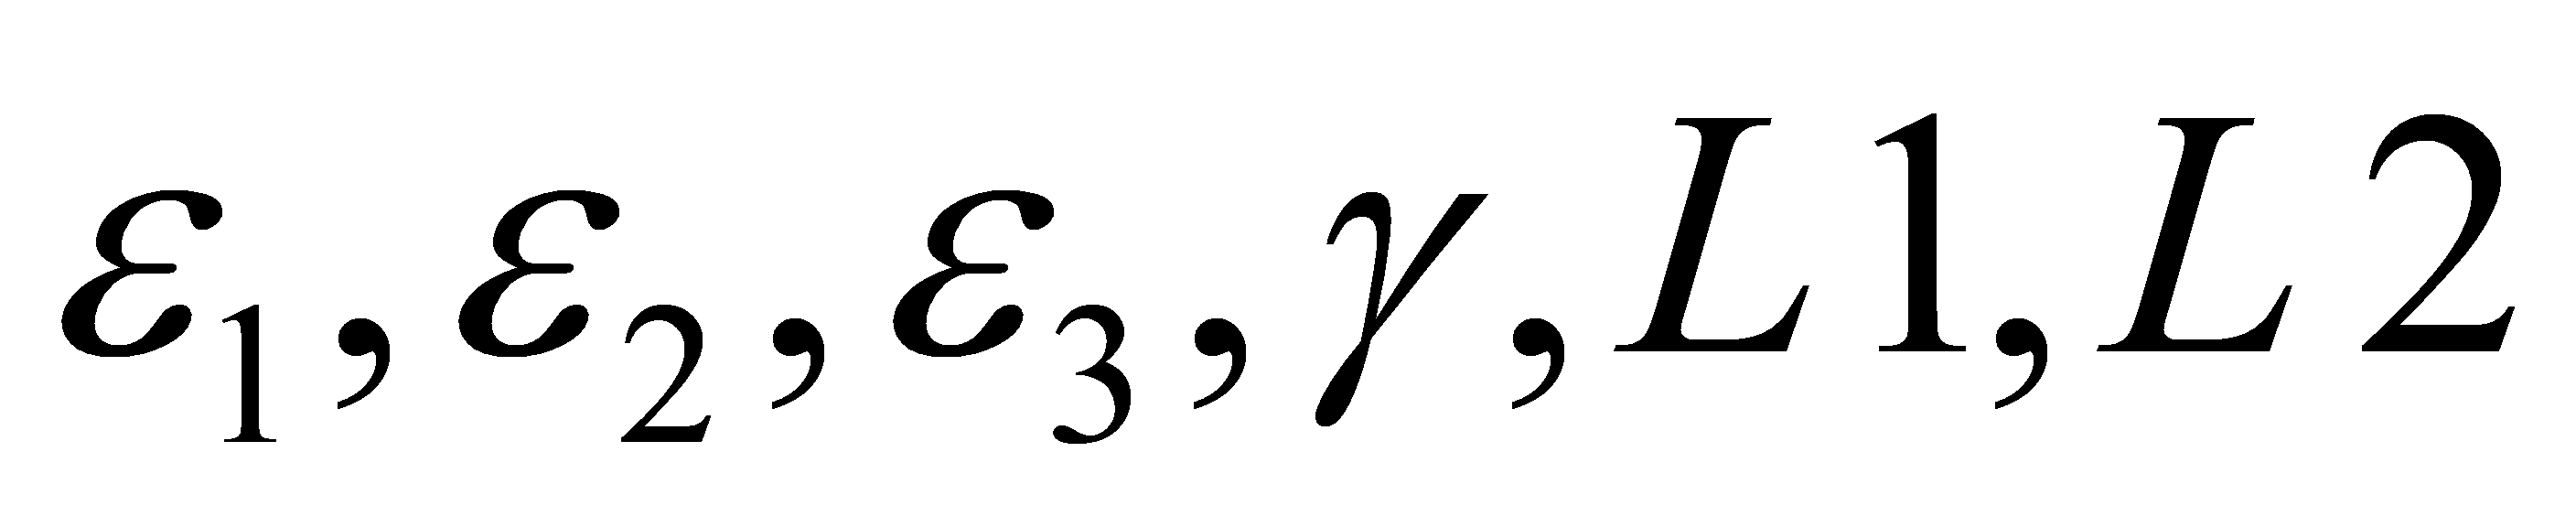 ε₁, ε₂, ε₃, γ, L1, L2